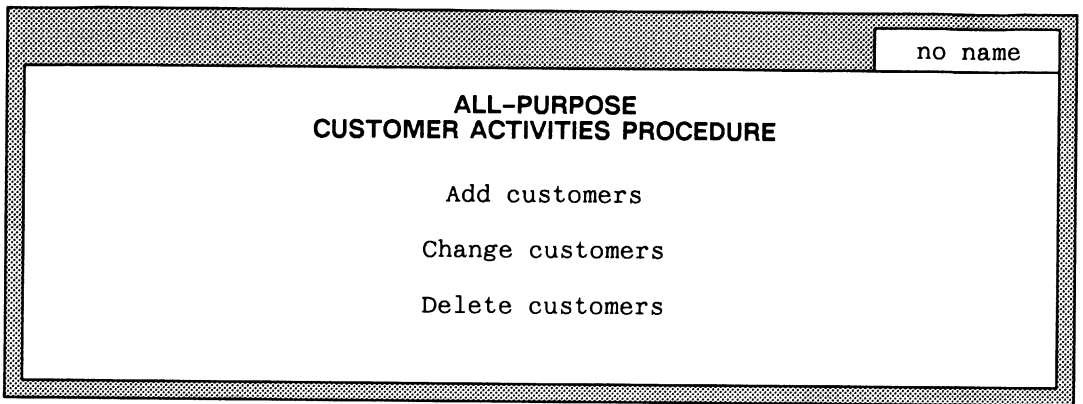 no name
ALL-PURPOSE
CUSTOMER ACTIVITIES PROCEDURE
Add customers
Change customers
Delete customers